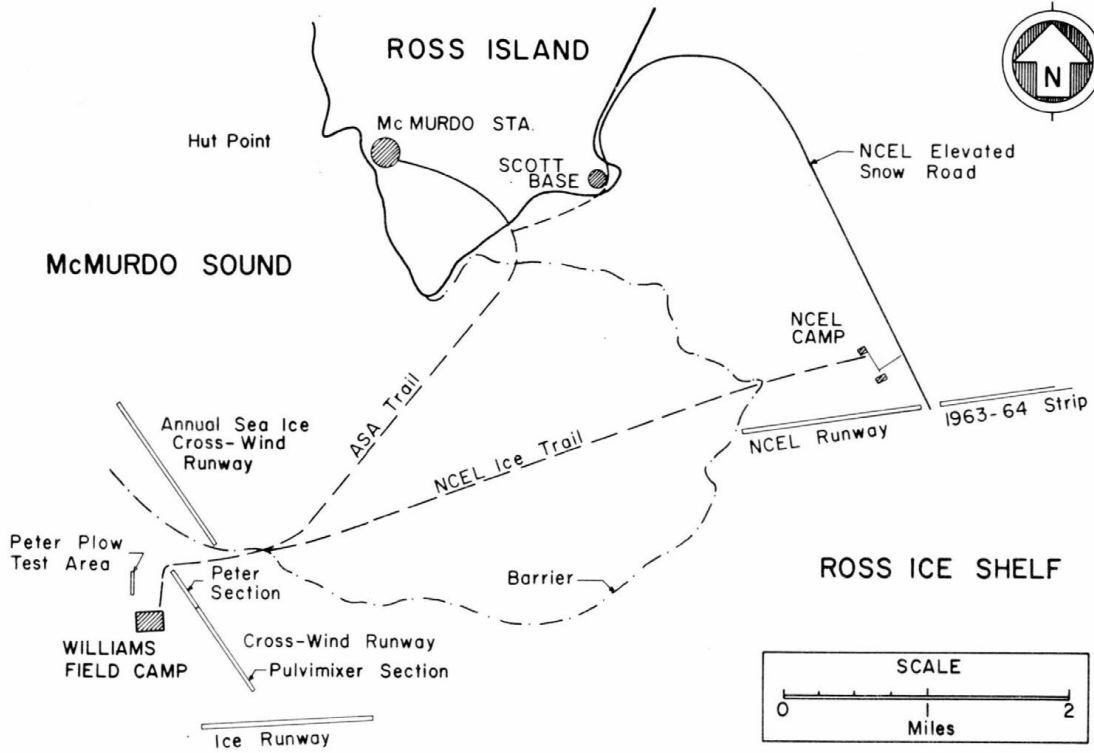 ROSS ISLAND
N
Mc MURDO STA.
Hut Point
SCOTT
BASE
NCEL Elevated
Snow Road
McMURDO SOUND
NCEL
CAMP
Annual Sea Ice
Cross-Wind
Runway
ASA Trail
NCEL Ice Trail
NCEL Runway
1963-64 Strip
Peter Plow
Test Area
Peter
Section
Barrier
ROSS ICE SHELF
WILLIAMS
FIELD CAMP
Cross-Wind Runway
Pulvimixer Section
Ice Runway
SCALE
0 1 2
Miles